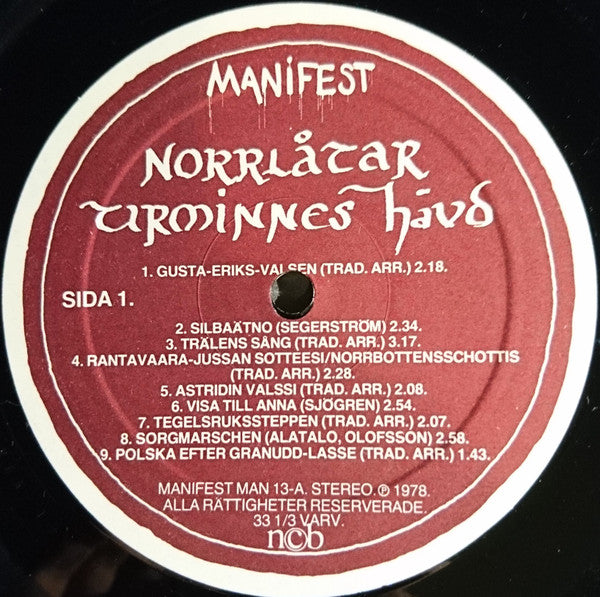 MANIFEST
NORRLÅTAR
URMINNES HÄVD
1. GUSTA-ERIKS-VALSEN (TRAD. ARR.) 2.18.
SIDA 1.
2. SILBAÄTNO (SEGERSTRÖM) 2.34.
3. TRÄLENS SÅNG (TRAD. ARR.) 3.17.
4. RANTAVAARA-JUSSAN SOTTEESI/NORRBOTTENSSCHOTTIS
(TRAD. ARR.) 2.28.
5. ASTRIDIN VALSSI (TRAD. ARR.) 2.08.
6. VISA TILL ANNA (SJÖGREN) 2.54.
7. TEGELSRUKSSTEPPEN (TRAD. ARR.) 2.07.
8. SORGMARSCHEN (ALATALO, OLOFSSON) 2.58.
9. POLSKA EFTER GRANUDD-LASSE (TRAD. ARR.) 1.43.
MANIFEST MAN 13-A. STEREO. ℗ 1978.
ALLA RÄTTIGHETER RESERVERADE.
33 1/3 VARV.
n©b